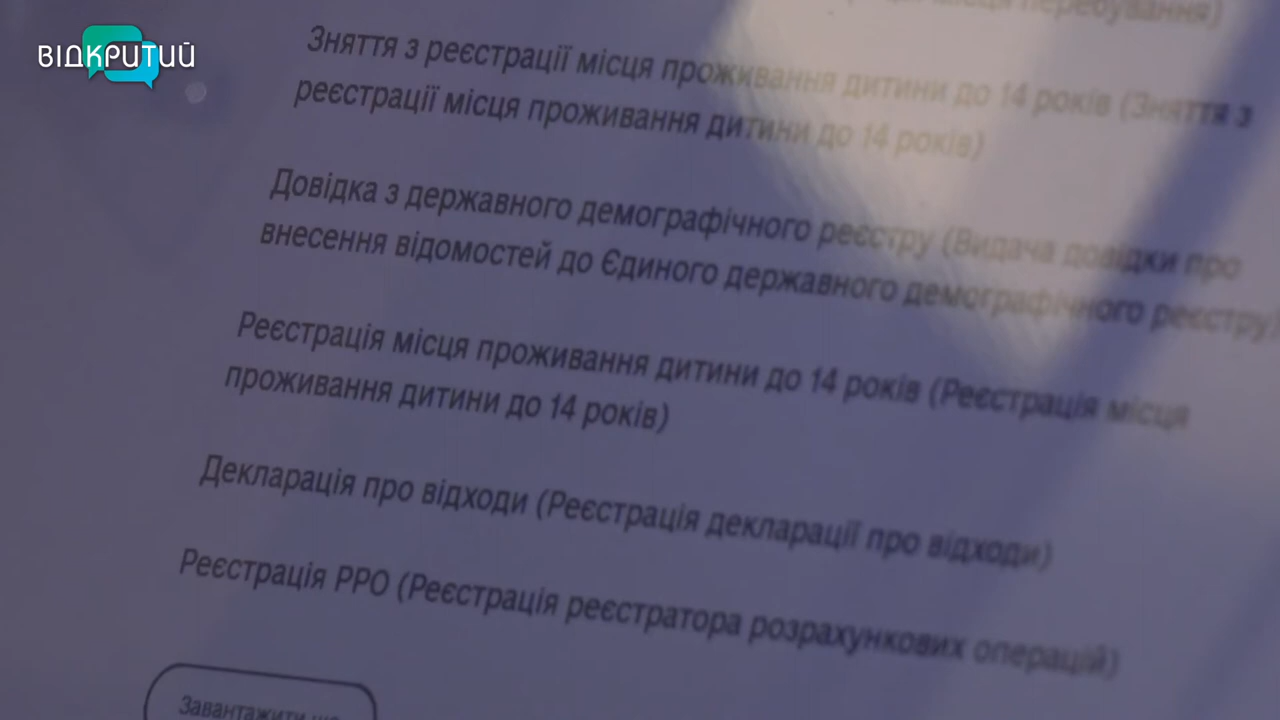 ВІДКРИТИЙ
місця перебування)
Зняття з реєстрації місця проживання дитини до 14 років (Зняття з
реєстрації місця проживання дитини до 14 років)
Довідка з державного демографічного реєстру (Видача довідки про
внесення відомостей до Єдиного державного демографічного реєстру)
Реєстрація місця проживання дитини до 14 років (Реєстрація місця
проживання дитини до 14 років)
Декларація про відходи (Реєстрація декларації про відходи)
Реєстрація РРО (Реєстрація реєстратора розрахункових операцій)
Завантажити ще